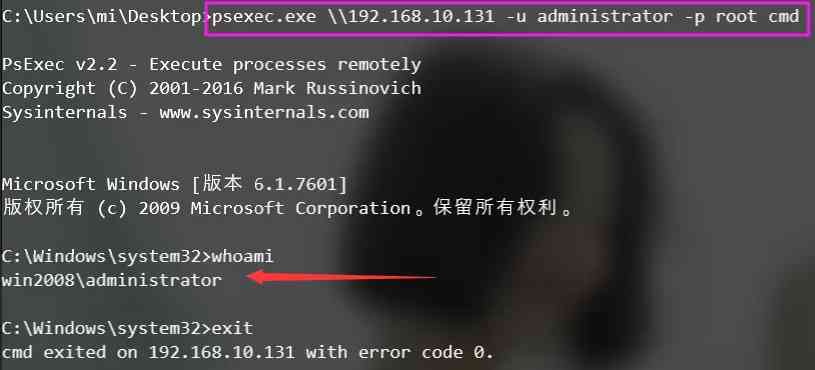 C:\Users\mi\Desktop>psexec.exe \\192.168.10.131 -u administrator -p root cmd
PsExec v2.2 - Execute processes remotely
Copyright (C) 2001-2016 Mark Russinovich
Sysinternals - www.sysinternals.com
Microsoft Windows [版本 6.1.7601]
版权所有 (c) 2009 Microsoft Corporation。保留所有权利。
C:\Windows\system32>whoami
win2008\administrator
C:\Windows\system32>exit
cmd exited on 192.168.10.131 with error code 0.